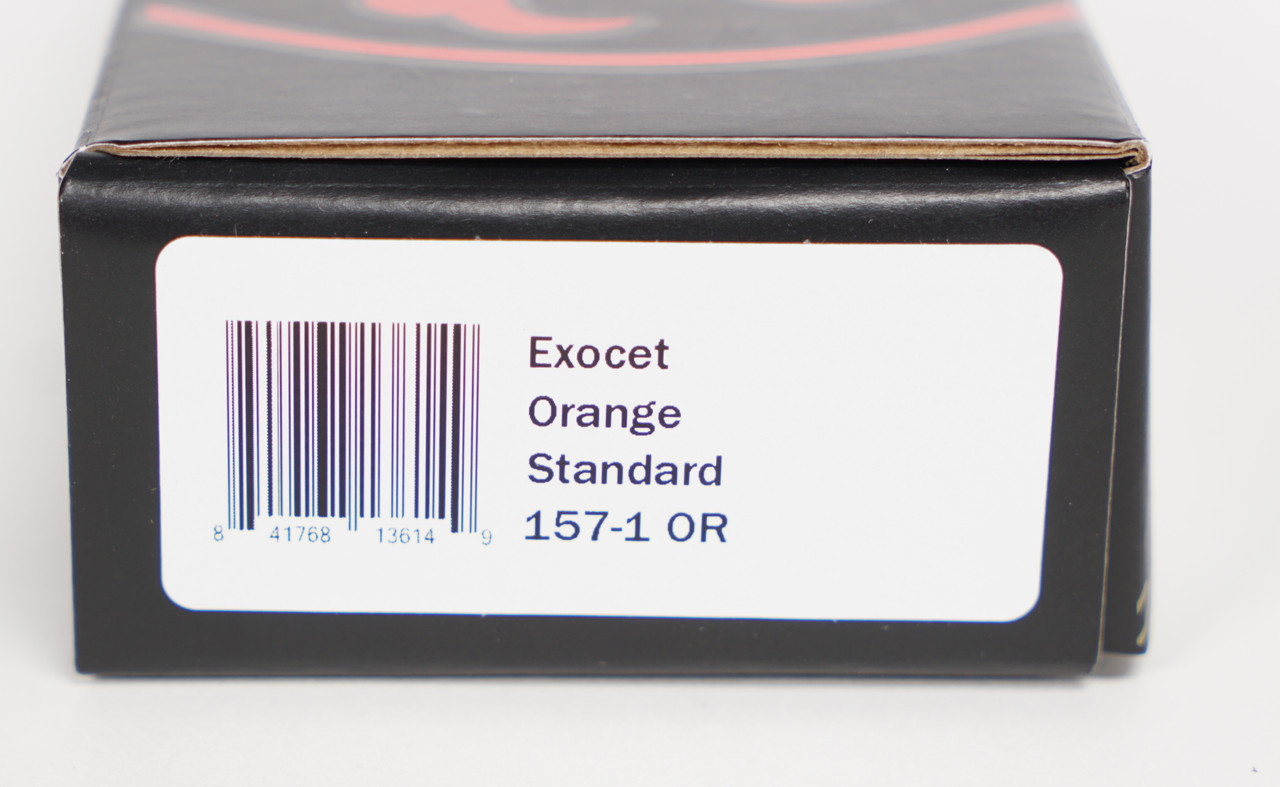 Exocet
Orange
Standard
157-1 OR
8 41768 13614 9